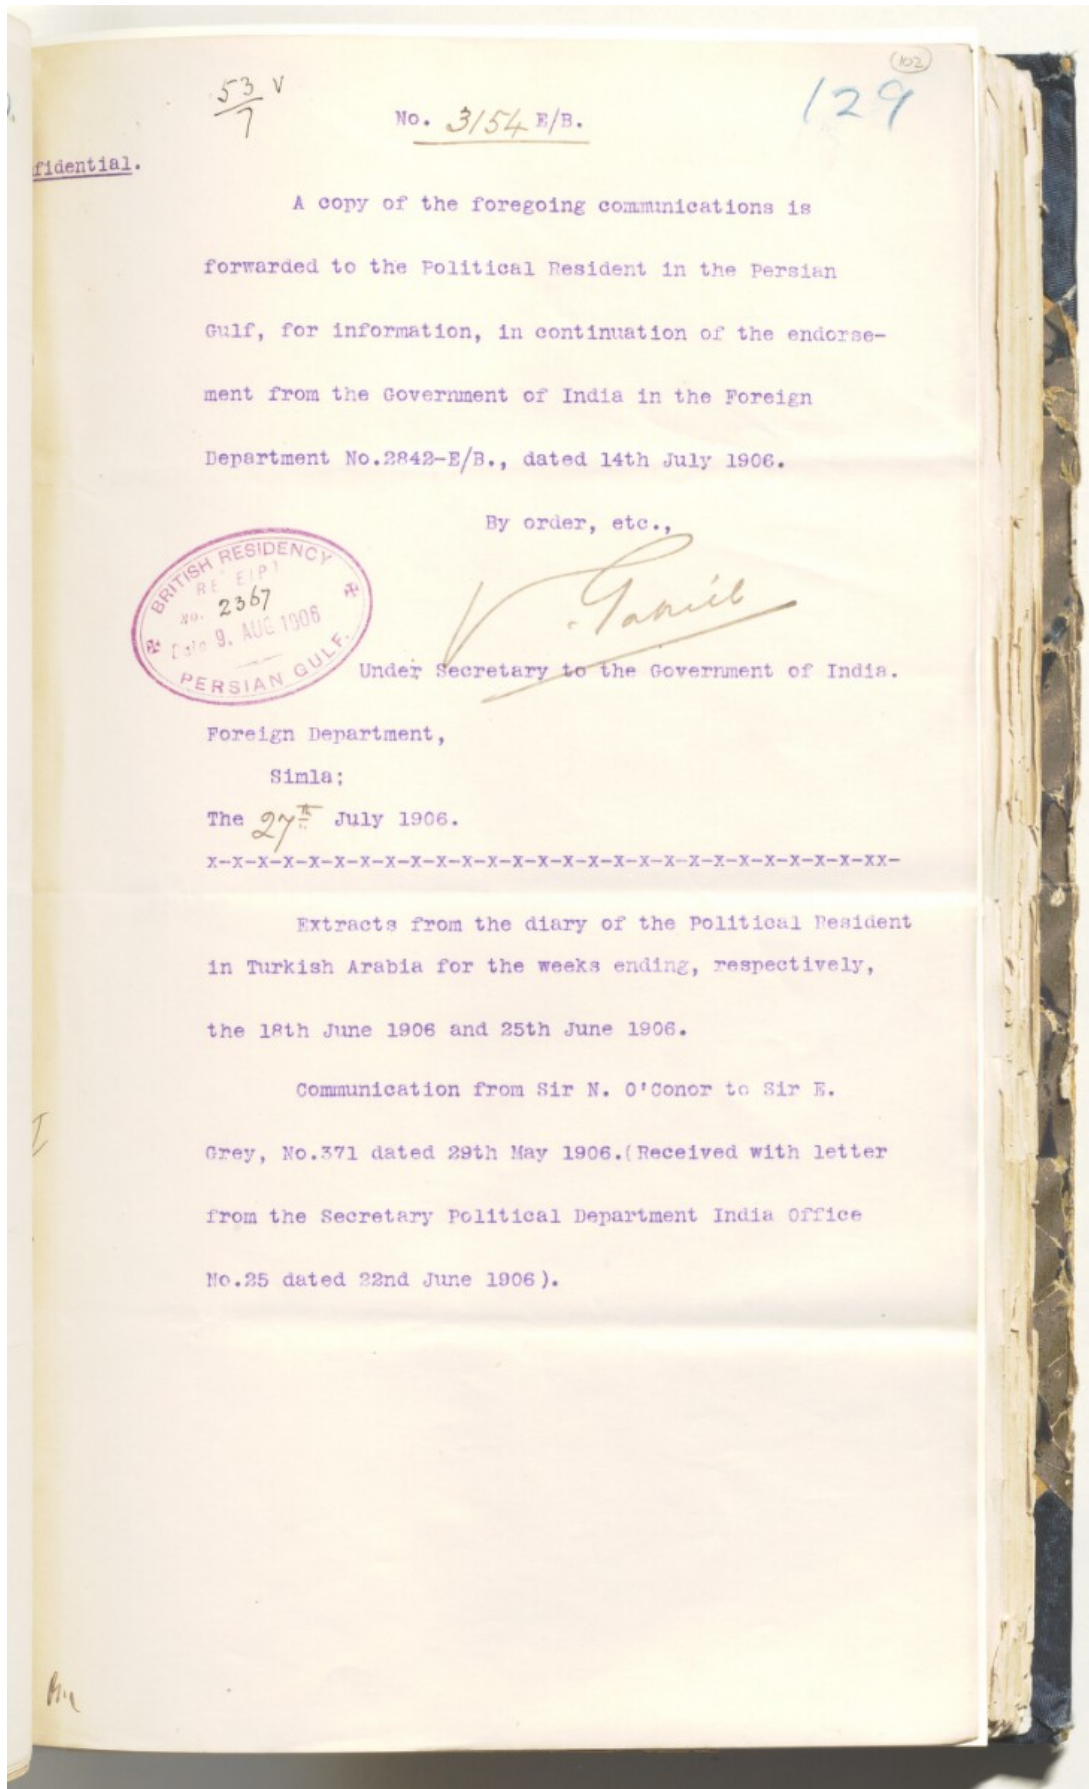 102
53 V
7
129
No. 3154 E/B.
fidential.
A copy of the foregoing communications is
forwarded to the Political Resident in the Persian
Gulf, for information, in continuation of the endorse-
ment from the Government of India in the Foreign
Department No.2842-E/B., dated 14th July 1906.
By order, etc.,
BRITISH RESIDENCY
RECEIPT
No. 2367
Date 9. AUG 1906
PERSIAN GULF.
Under Secretary to the Government of India.
Foreign Department,
Simla;
The 27th July 1906.
x-x-x-x-x-x-x-x-x-x-x-x-x-x-x-x-x-x-x-x-x-x-x-x-x-x-xx-
Extracts from the diary of the Political Resident
in Turkish Arabia for the weeks ending, respectively,
the 18th June 1906 and 25th June 1906.
Communication from Sir N. O'Conor to Sir E.
Grey, No.371 dated 29th May 1906.(Received with letter
from the Secretary Political Department India Office
No.25 dated 22nd June 1906).